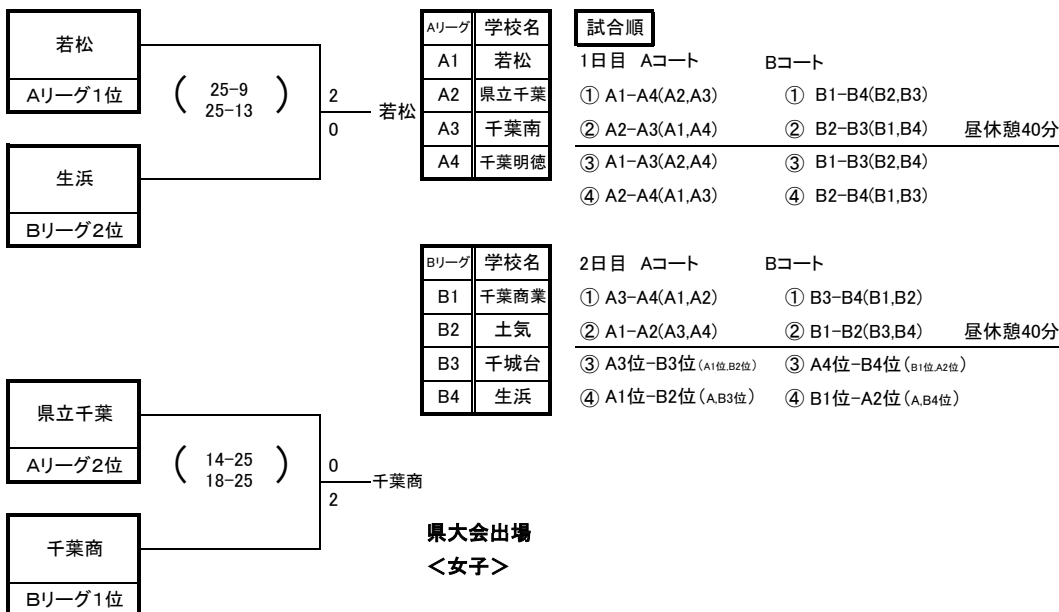 若松
Aリーグ1位
( 25-9 )
25-13
2
0
若松
生浜
Bリーグ2位
県立千葉
Aリーグ2位
( 14-25 )
18-25
0
2
千葉商
千葉商
Bリーグ1位
Aリーグ 学校名
A1 若松
A2 県立千葉
A3 千葉南
A4 千葉明徳
Bリーグ 学校名
B1 千葉商業
B2 土気
B3 千城台
B4 生浜
県大会出場
<女子>
試合順
1日目 Aコート Bコート
① A1-A4(A2,A3) ① B1-B4(B2,B3)
② A2-A3(A1,A4) ② B2-B3(B1,B4) 昼休憩40分
③ A1-A3(A2,A4) ③ B1-B3(B2,B4)
④ A2-A4(A1,A3) ④ B2-B4(B1,B3)
2日目 Aコート Bコート
① A3-A4(A1,A2) ① B3-B4(B1,B2)
② A1-A2(A3,A4) ② B1-B2(B3,B4) 昼休憩40分
③ A3位-B3位(A1位,B2位) ③ A4位-B4位(B1位,A2位)
④ A1位-B2位(A,B3位) ④ B1位-A2位(A,B4位)